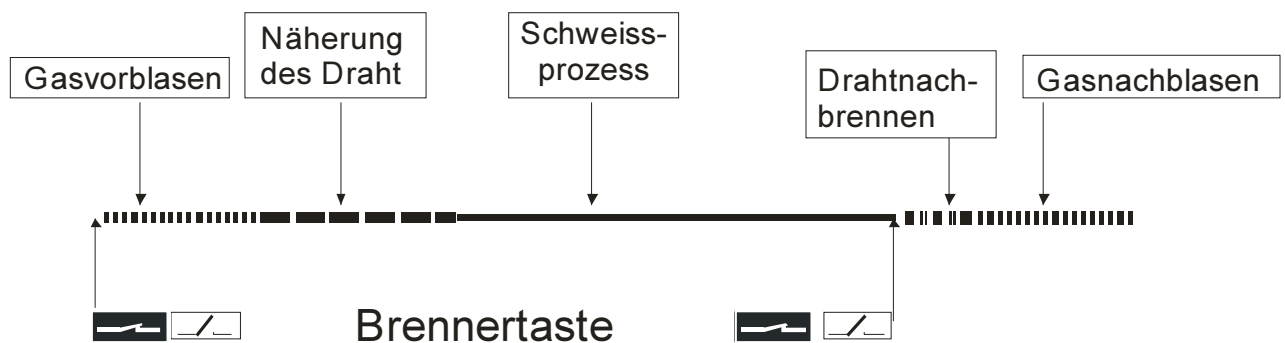 Gasvorblasen
Näherung
des Draht
Schweiss-
prozess
Drahtnach-
brennen
Gasnachblasen
Brennertaste